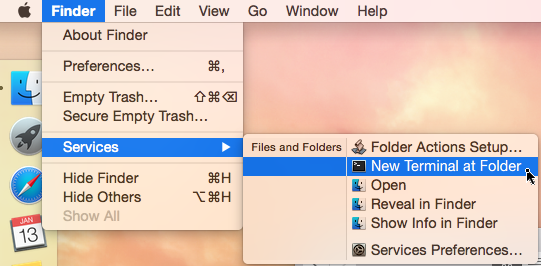 Finder File Edit View Go Window Help
About Finder
Preferences... ⌘,
Empty Trash... ⇧⌘⌫
Secure Empty Trash...
Services ▶
Hide Finder ⌘H
Hide Others ⌥⌘H
Show All
Files and Folders
Folder Actions Setup...
New Terminal at Folder
Open
Reveal in Finder
Show Info in Finder
Services Preferences...
JAN
13